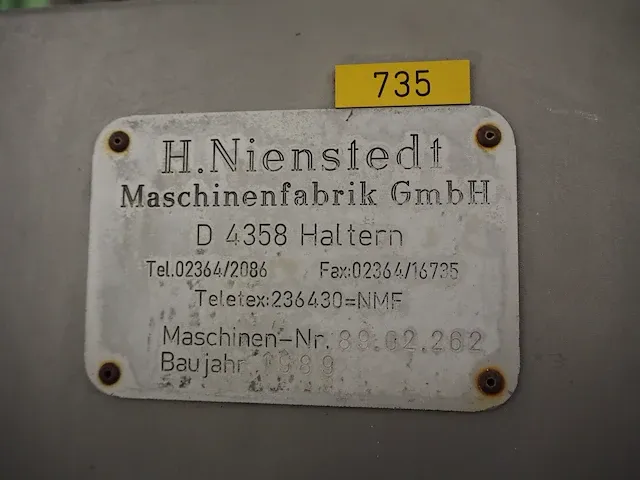 735
H.Nienstedt
Maschinenfabrik GmbH
D 4358 Haltern
Tel.02364/2086 Fax:02364/16735
Teletex:236430=NMF
Maschinen-Nr. 89.02.262
Baujahr 1989